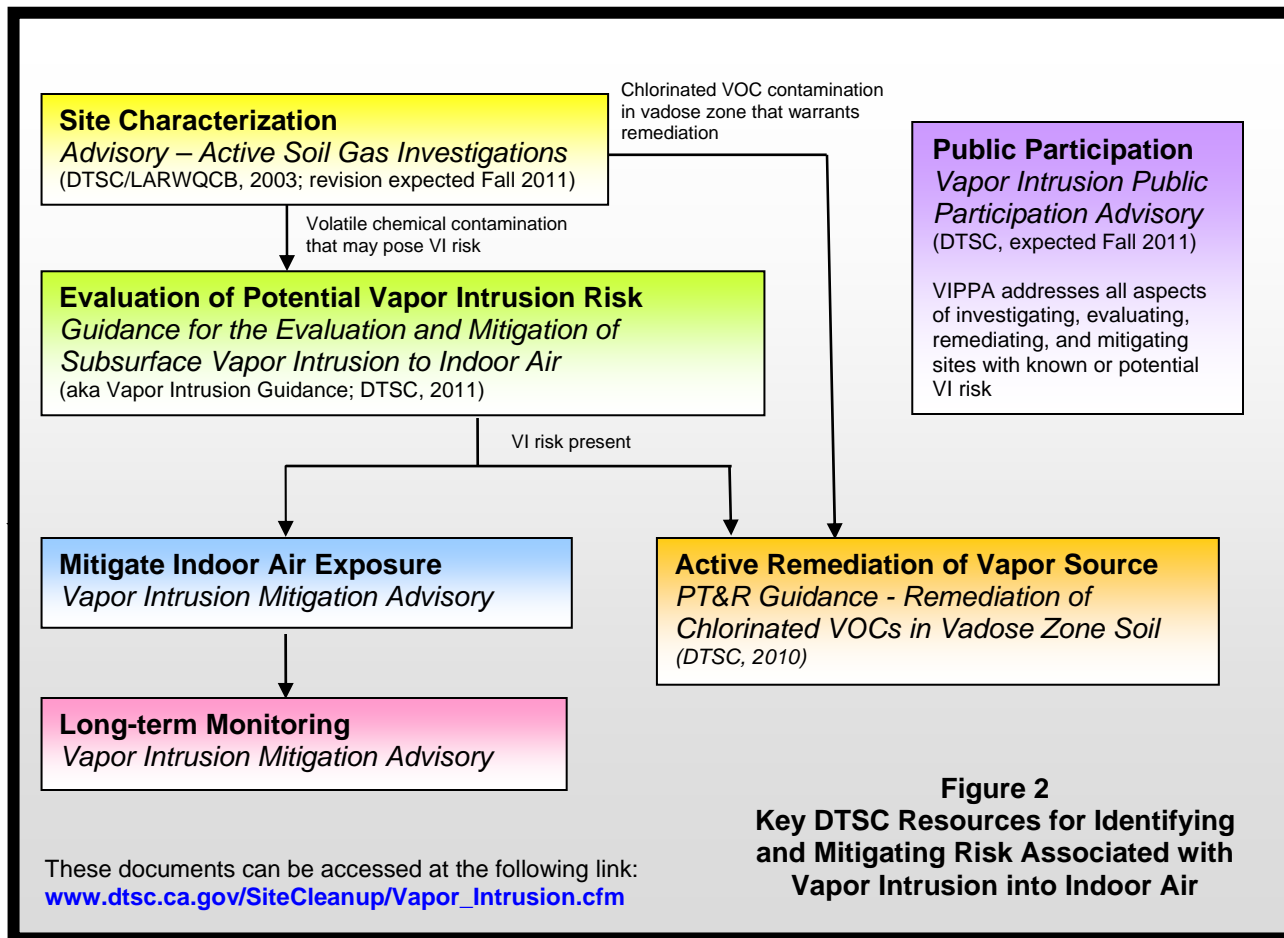 Site Characterization
Advisory – Active Soil Gas Investigations
(DTSC/LARWQCB, 2003; revision expected Fall 2011)
Chlorinated VOC contamination
in vadose zone that warrants
remediation
Public Participation
Vapor Intrusion Public
Participation Advisory
(DTSC, expected Fall 2011)
VIPPA addresses all aspects
of investigating, evaluating,
remediating, and mitigating
sites with known or potential
VI risk
Volatile chemical contamination
that may pose VI risk
Evaluation of Potential Vapor Intrusion Risk
Guidance for the Evaluation and Mitigation of
Subsurface Vapor Intrusion to Indoor Air
(aka Vapor Intrusion Guidance; DTSC, 2011)
VI risk present
Mitigate Indoor Air Exposure
Vapor Intrusion Mitigation Advisory
Active Remediation of Vapor Source
PT&R Guidance - Remediation of
Chlorinated VOCs in Vadose Zone Soil
(DTSC, 2010)
Long-term Monitoring
Vapor Intrusion Mitigation Advisory
Figure 2
Key DTSC Resources for Identifying
and Mitigating Risk Associated with
Vapor Intrusion into Indoor Air
These documents can be accessed at the following link:
www.dtsc.ca.gov/SiteCleanup/Vapor_Intrusion.cfm